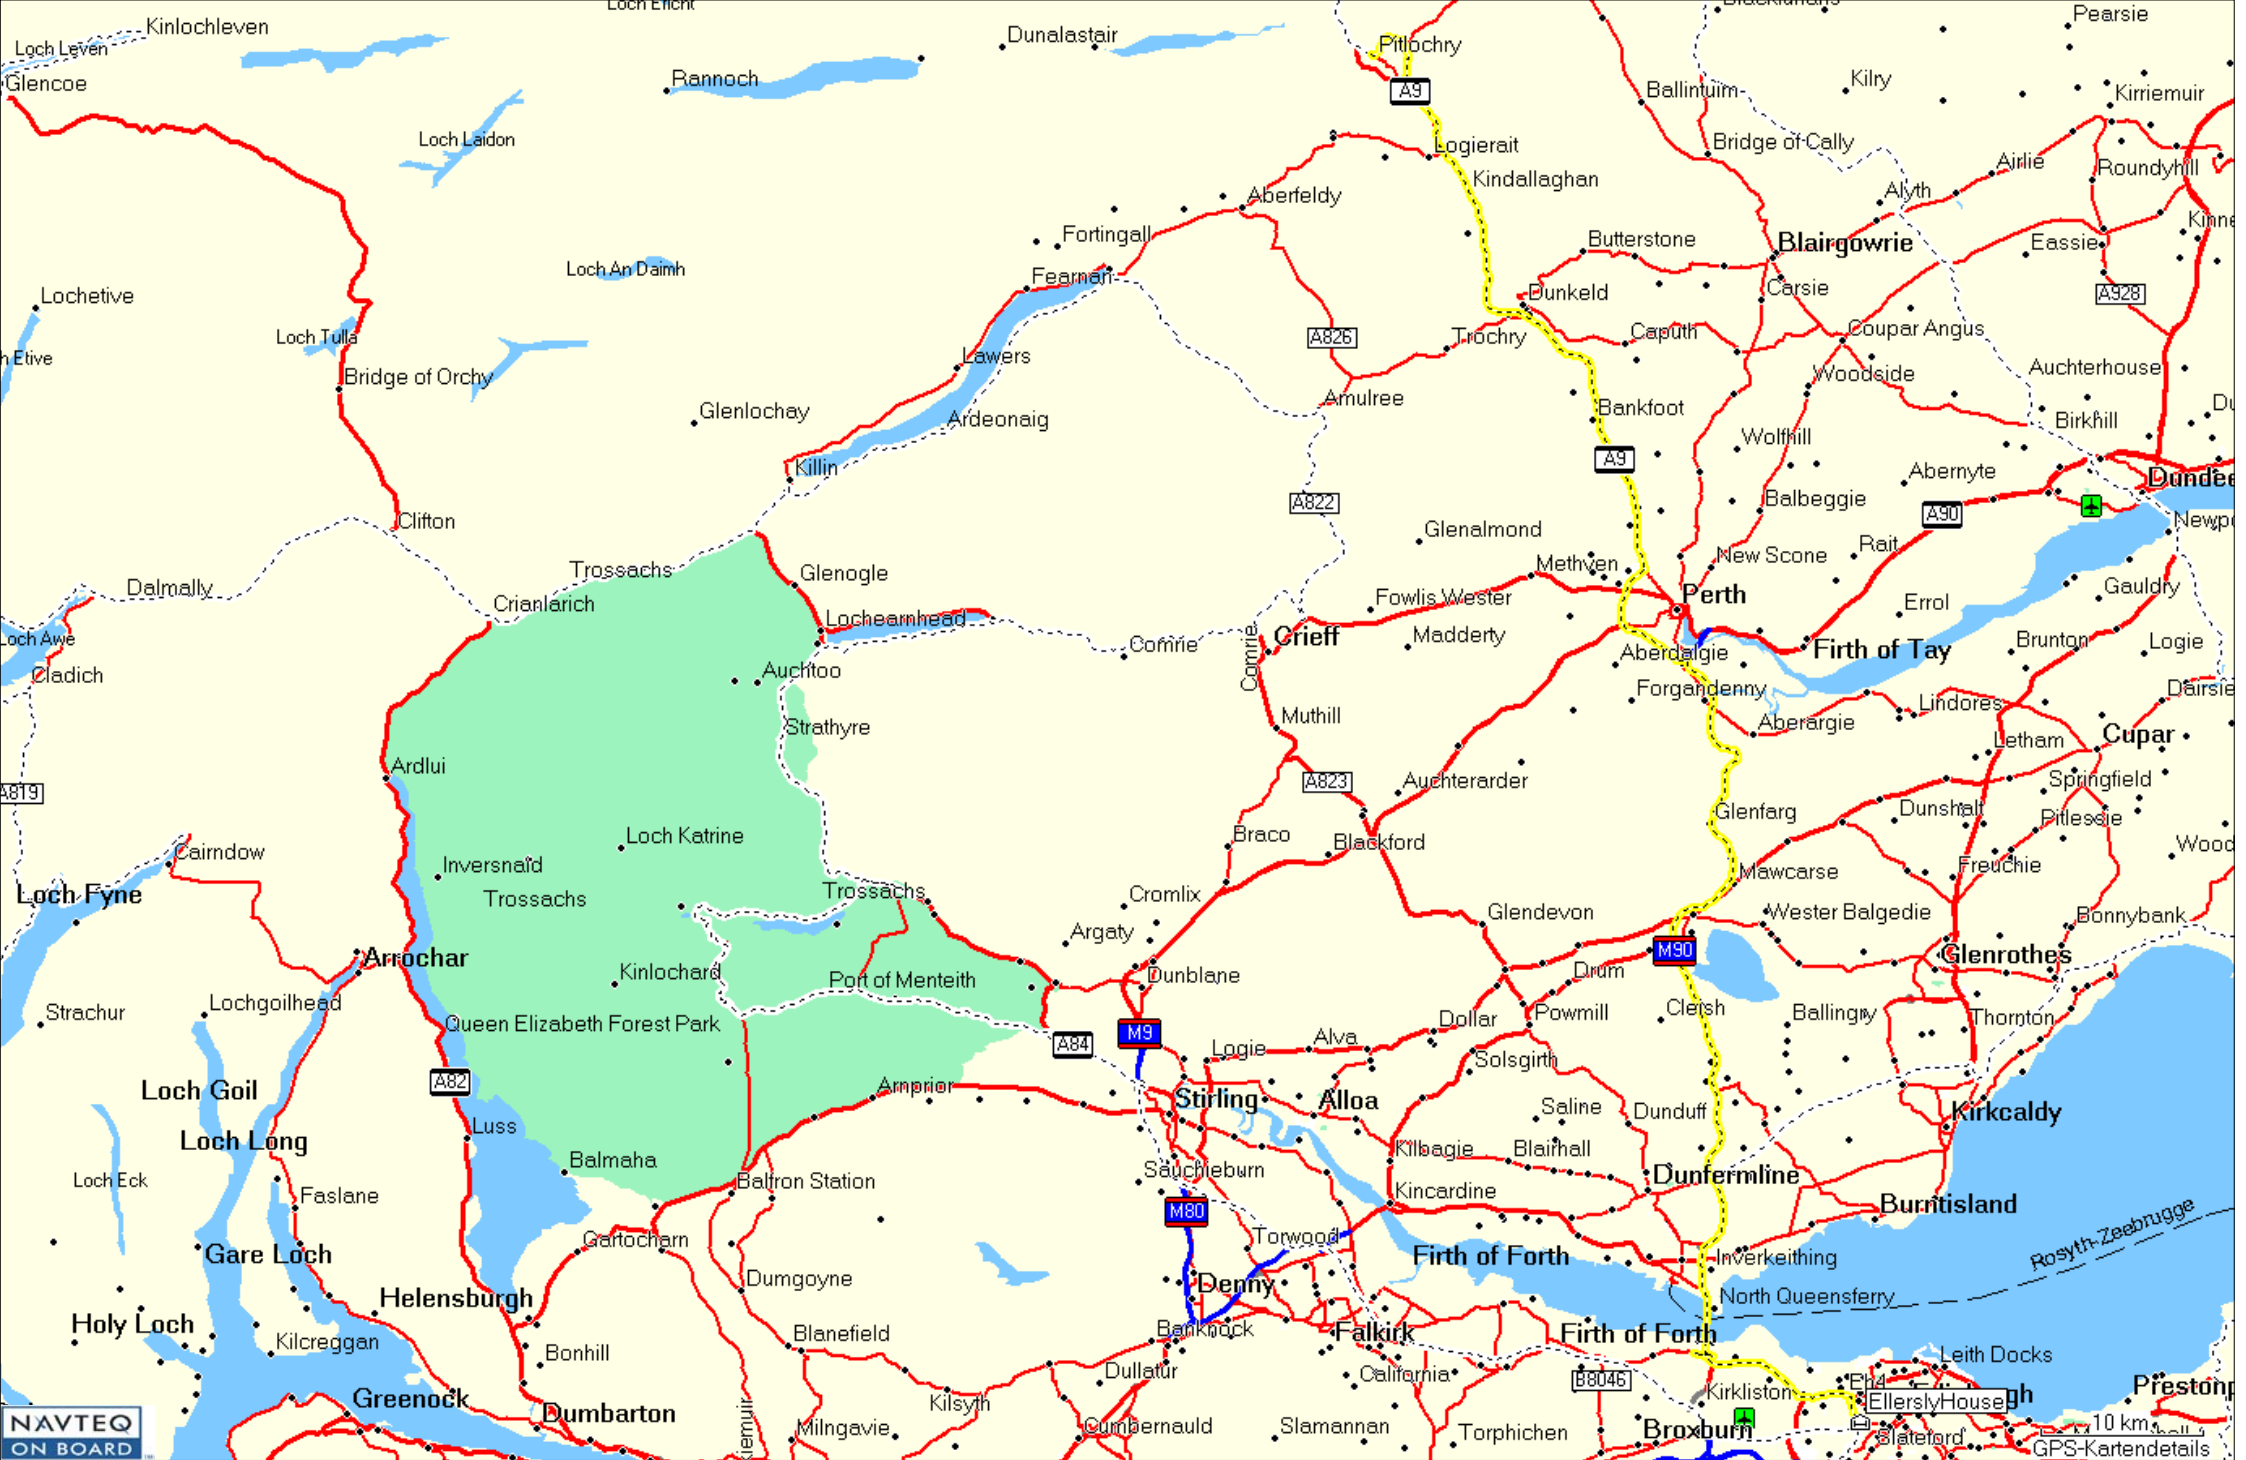 Loch Ericht
Pearsie
Kinlochleven
Loch Leven
Dunalastair
Pitlochry
Glencoe
Rannoch
A9
Ballintuim
Kilry
Kirriemuir
Loch Laidon
Logierait
Bridge of Cally
Airlie
Roundyhill
Kindallaghan
Aberfeldy
Alyth
Fortingall
Butterstone
Blairgowrie
Eassie
Loch An Daimh
Fearnan
Lochetive
Dunkeld
Carsie
A928
Loch Tulla
A826
Trochry
Caputh
Coupar Angus
h Etive
Lawers
Bridge of Orchy
Woodside
Auchterhouse
Amulree
Glenlochay
Ardeonaig
Bankfoot
Birkhill
Wolfhill
Killin
A9
Abernyte
Dundee
A822
Balbeggie
A90
Clifton
Glenalmond
Newpo
Trossachs
Glenogle
Methven
New Scone
Rait
Dalmally
Crianlarich
Fowlis Wester
Perth
Errol
Gauldry
Loch Awe
Lochearnhead
Comrie
Crieff
Madderty
Aberdalgie
Firth of Tay
Brunton
Logie
Cladich
Auchtoo
Comrie
Forgandenny
Lindores
Dairsie
Strathyre
Muthill
Aberargie
Letham
Cupar
Ardlui
A819
A823
Auchterarder
Springfield
Glenfarg
Dunshalt
Pitlessie
Loch Katrine
Braco
Blackford
Cairndow
Inversnaid
Mawcarse
Freuchie
Wood
Loch Fyne
Trossachs
Trossachs
Cromlix
Glendevon
Wester Balgedie
Bonnybank
Argaty
Arrochar
Kinlochard
Port of Menteith
Dunblane
M90
Drum
Glenrothes
Strachur
Lochgoilhead
Queen Elizabeth Forest Park
M9
A84
Dollar
Powmill
Cleish
Ballingry
Thornton
Logie
Alva
Solsgirth
Loch Goil
A82
Arnprior
Stirling
Alloa
Saline
Dunduff
Kirkcaldy
Luss
Loch Long
Balmaha
Kilbagie
Blairhall
Loch Eck
Faslane
Balfron Station
Sauchieburn
Kincardine
Dunfermline
Burntisland
M80
Gare Loch
Gartocharn
Torwood
Firth of Forth
Inverkeithing
Rosyth-Zeebrugge
Dumgoyne
Denny
Helensburgh
North Queensferry
Holy Loch
Kilcreggan
Blanefield
Banknock
Falkirk
Firth of Forth
Bonhill
Dullatur
California
B8046
Leith Docks
Greenock
Kirkliston
EllerslyHouse
Dumbarton
Kilsyth
Milngavie
Cumbernauld
Slamannan
Torphichen
Broxburn
Slateford
10 km
GPS-Kartendetails
NAVTEQ
ON BOARD